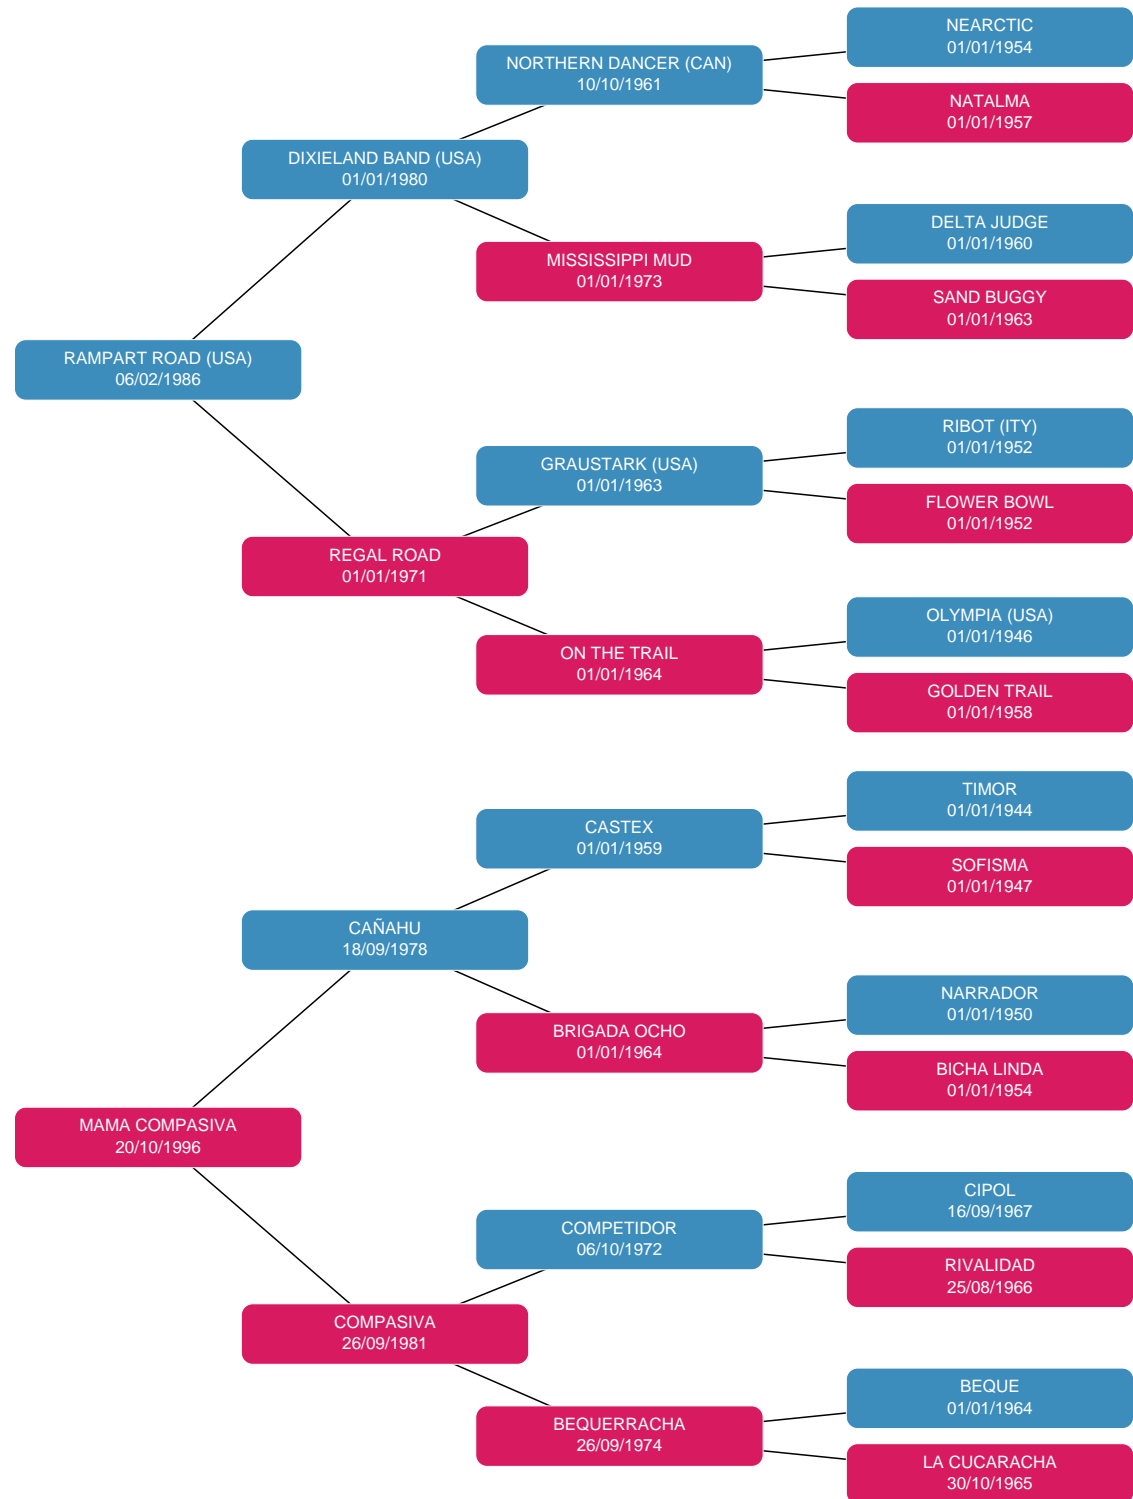 NEARCTIC
01/01/1954
NORTHERN DANCER (CAN)
10/10/1961
NATALMA
01/01/1957
DIXIELAND BAND (USA)
01/01/1980
DELTA JUDGE
01/01/1960
MISSISSIPPI MUD
01/01/1973
SAND BUGGY
01/01/1963
RAMPART ROAD (USA)
06/02/1986
RIBOT (ITY)
01/01/1952
GRAUSTARK (USA)
01/01/1963
FLOWER BOWL
01/01/1952
REGAL ROAD
01/01/1971
OLYMPIA (USA)
01/01/1946
ON THE TRAIL
01/01/1964
GOLDEN TRAIL
01/01/1958
TIMOR
01/01/1944
CASTEX
01/01/1959
SOFISMA
01/01/1947
CAÑAHU
18/09/1978
NARRADOR
01/01/1950
BRIGADA OCHO
01/01/1964
BICHA LINDA
01/01/1954
MAMA COMPASIVA
20/10/1996
CIPOL
16/09/1967
COMPETIDOR
06/10/1972
RIVALIDAD
25/08/1966
COMPASIVA
26/09/1981
BEQUE
01/01/1964
BEQUERRACHA
26/09/1974
LA CUCARACHA
30/10/1965